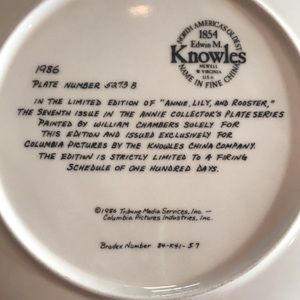 NORTH AMERICA'S OLDEST
1854
Edwin M.
Knowles
NEWELL
W. VIRGINIA
U.S.A.
NAME IN FINE CHINA
1986
PLATE NUMBER 5273 B
IN THE LIMITED EDITION OF "ANNIE, LILY, AND ROOSTER,"
THE SEVENTH ISSUE IN THE ANNIE COLLECTOR'S PLATE SERIES
PAINTED BY WILLIAM CHAMBERS SOLELY FOR
THIS EDITION AND ISSUED EXCLUSIVELY FOR
COLUMBIA PICTURES BY THE KNOWLES CHINA COMPANY.
THE EDITION IS STRICTLY LIMITED TO A FIRING
SCHEDULE OF ONE HUNDRED DAYS.
©1986 Tribune Media Services, Inc. —
Columbia Pictures Industries, Inc.
Bradex Number 84-K41-5.7